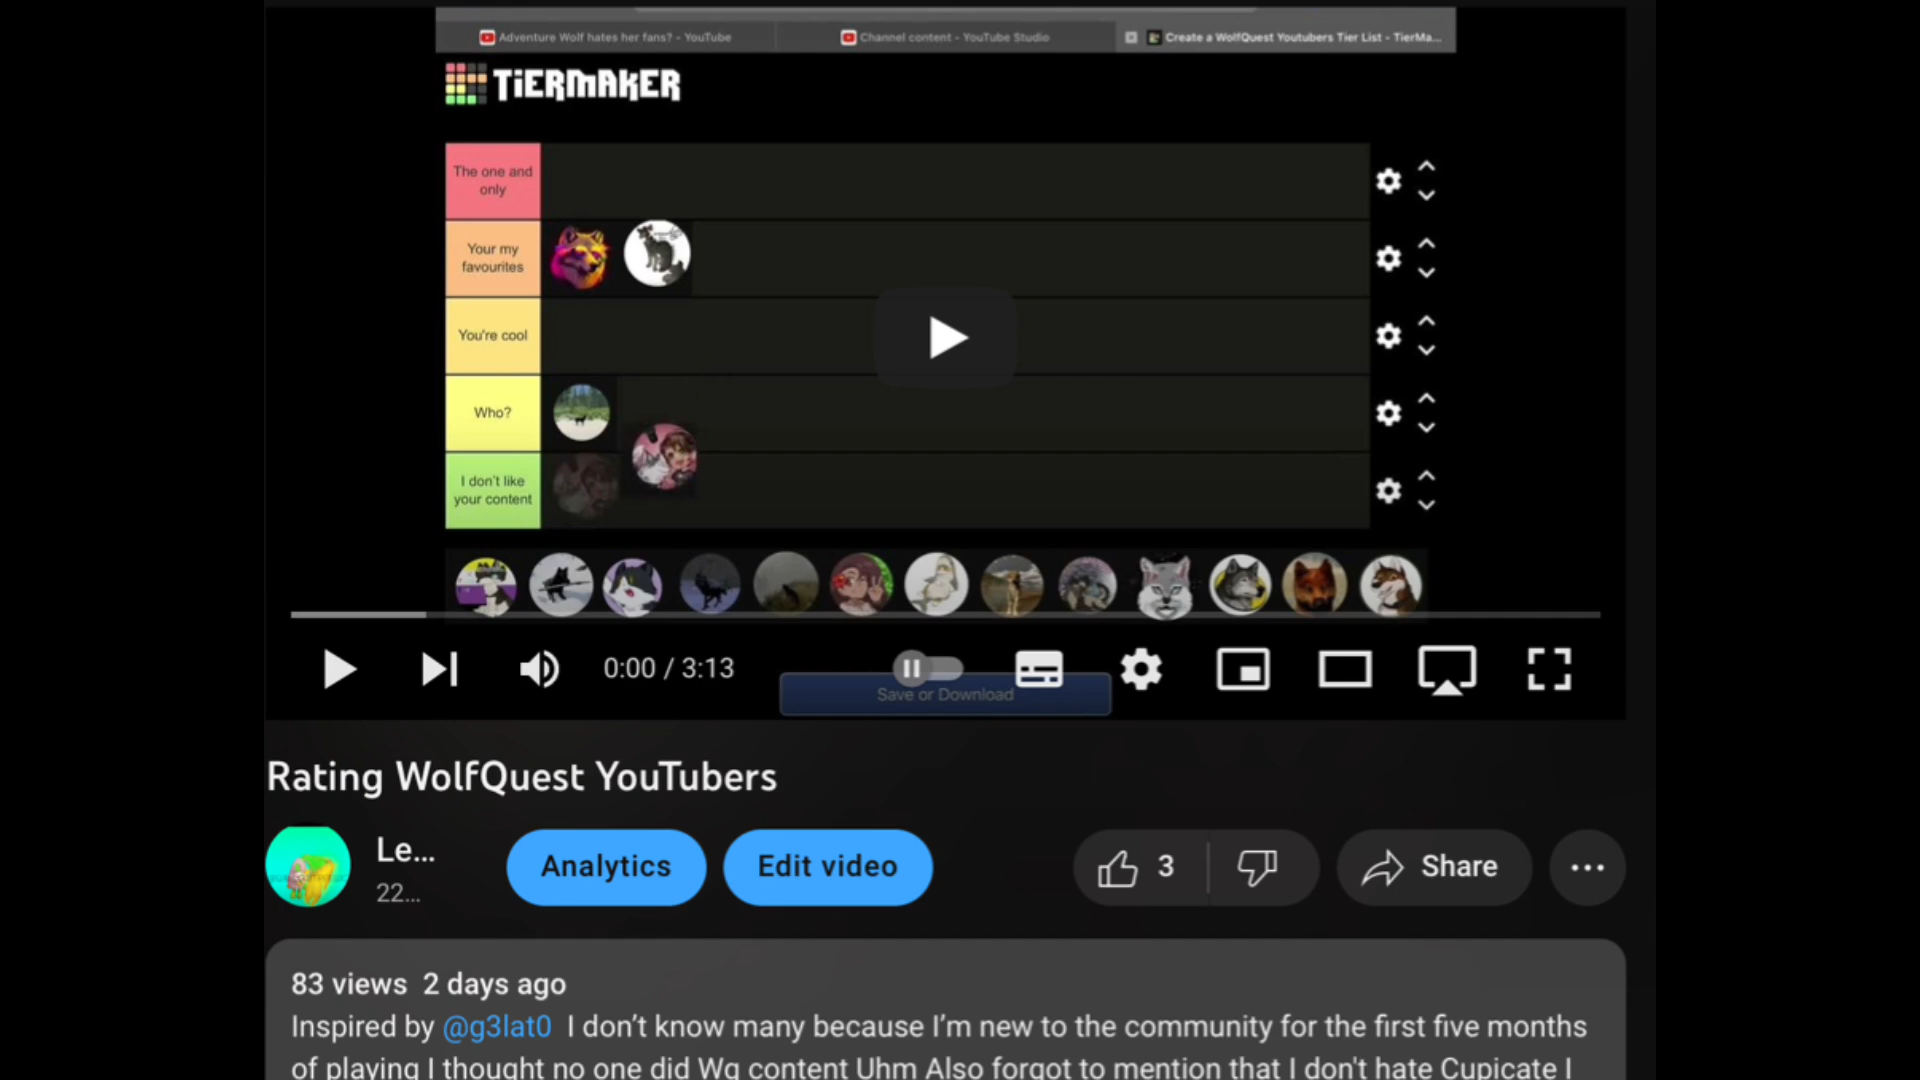 Adventure Wolf hates her fans? - YouTube
Channel content - YouTube Studio
Create a WolfQuest Youtubers Tier List - TierMa...
TiERMAKER
The one and
only
Your my
favourites
You're cool
Who?
I don't like
your content
0:00 / 3:13
Save or Download
Rating WolfQuest YouTubers
Le...
22...
Analytics
Edit video
3
Share
83 views 2 days ago
Inspired by @g3lat0 I don’t know many because I’m new to the community for the first five months
of playing I thought no one did Wq content Uhm Also forgot to mention that I don't hate Cupicate I